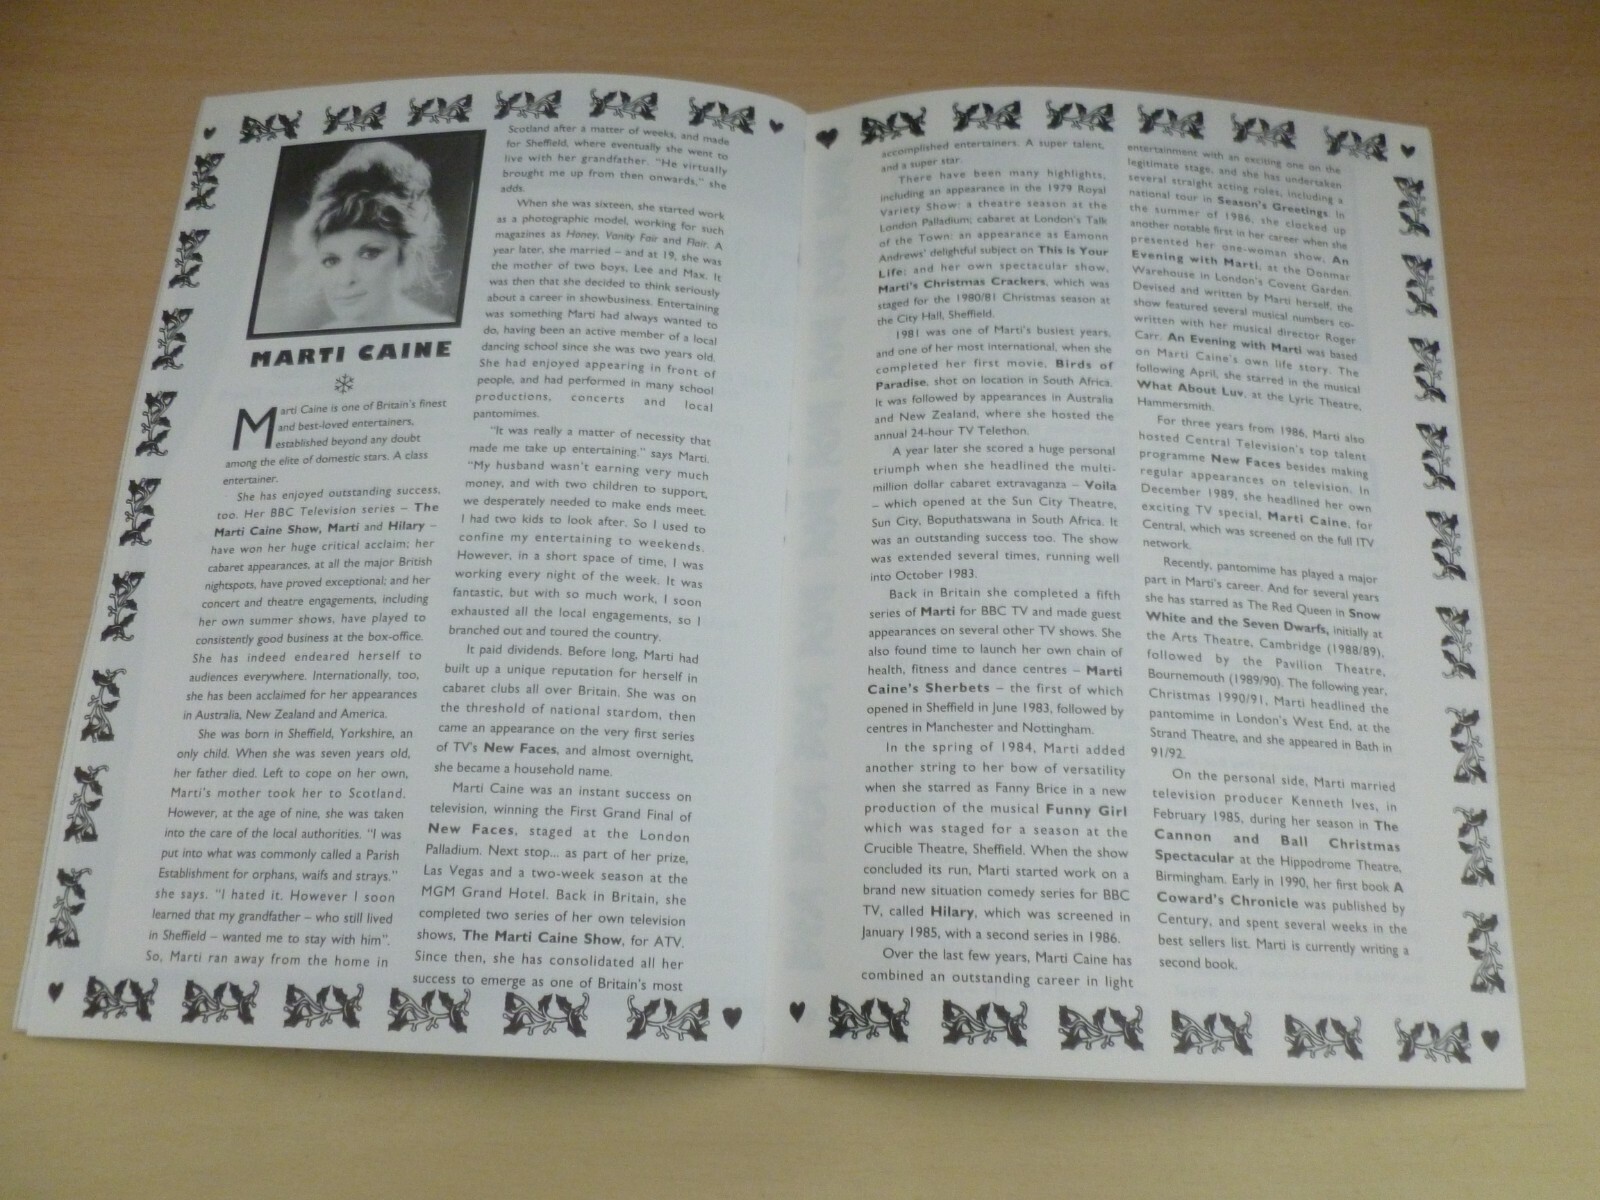 MARTI CAINE
Marti Caine is one of Britain's finest
and best-loved entertainers,
established beyond any doubt
among the elite of domestic stars. A class
entertainer.
She has enjoyed outstanding success,
too. Her BBC Television series – The
Marti Caine Show, Marti and Hilary –
have won her huge critical acclaim; her
cabaret appearances, at all the major British
nightspots, have proved exceptional; and her
concert and theatre engagements, including
her own summer shows, have played to
consistently good business at the box-office.
She has indeed endeared herself to
audiences everywhere. Internationally, too,
she has been acclaimed for her appearances
in Australia, New Zealand and America.
She was born in Sheffield, Yorkshire, an
only child. When she was seven years old,
her father died. Left to cope on her own,
Marti's mother took her to Scotland.
However, at the age of nine, she was taken
into the care of the local authorities. "I was
put into what was commonly called a Parish
Establishment for orphans, waifs and strays."
she says. "I hated it. However I soon
learned that my grandfather – who still lived
in Sheffield – wanted me to stay with him".
So, Marti ran away from the home in
Scotland after a matter of weeks, and made
for Sheffield, where eventually she went to
live with her grandfather. "He virtually
brought me up from then onwards," she
adds.
When she was sixteen, she started work
as a photographic model, working for such
magazines as Honey, Vanity Fair and Flair. A
year later, she married – and at 19, she was
the mother of two boys, Lee and Max. It
was then that she decided to think seriously
about a career in showbusiness. Entertaining
was something Marti had always wanted to
do, having been an active member of a local
dancing school since she was two years old.
She had enjoyed appearing in front of
people, and had performed in many school
productions, concerts and local
pantomimes.
"It was really a matter of necessity that
made me take up entertaining." says Marti.
"My husband wasn't earning very much
money, and with two children to support,
we desperately needed to make ends meet.
I had two kids to look after. So I used to
confine my entertaining to weekends.
However, in a short space of time, I was
working every night of the week. It was
fantastic, but with so much work, I soon
exhausted all the local engagements, so I
branched out and toured the country.
It paid dividends. Before long, Marti had
built up a unique reputation for herself in
cabaret clubs all over Britain. She was on
the threshold of national stardom, then
came an appearance on the very first series
of TV's New Faces, and almost overnight,
she became a household name.
Marti Caine was an instant success on
television, winning the First Grand Final of
New Faces, staged at the London
Palladium. Next stop... as part of her prize,
Las Vegas and a two-week season at the
MGM Grand Hotel. Back in Britain, she
completed two series of her own television
shows, The Marti Caine Show, for ATV.
Since then, she has consolidated all her
success to emerge as one of Britain's most
accomplished entertainers. A super talent,
and a super star.
There have been many highlights,
including an appearance in the 1979 Royal
Variety Show; a theatre season at the
London Palladium; cabaret at London's Talk
of the Town; an appearance as Eamonn
Andrews' delightful subject on This is Your
Life; and her own spectacular show,
Marti's Christmas Crackers, which was
staged for the 1980/81 Christmas season at
the City Hall, Sheffield.
1981 was one of Marti's busiest years,
and one of her most international, when she
completed her first movie, Birds of
Paradise, shot on location in South Africa.
It was followed by appearances in Australia
and New Zealand, where she hosted the
annual 24-hour TV Telethon.
A year later she scored a huge personal
triumph when she headlined the multi-
million dollar cabaret extravaganza – Voila
– which opened at the Sun City Theatre,
Sun City, Boputhatswana in South Africa. It
was an outstanding success too. The show
was extended several times, running well
into October 1983.
Back in Britain she completed a fifth
series of Marti for BBC TV and made guest
appearances on several other TV shows. She
also found time to launch her own chain of
health, fitness and dance centres – Marti
Caine's Sherbets – the first of which
opened in Sheffield in June 1983, followed by
centres in Manchester and Nottingham.
In the spring of 1984, Marti added
another string to her bow of versatility
when she starred as Fanny Brice in a new
production of the musical Funny Girl
which was staged for a season at the
Crucible Theatre, Sheffield. When the show
concluded its run, Marti started work on a
brand new situation comedy series for BBC
TV, called Hilary, which was screened in
January 1985, with a second series in 1986.
Over the last few years, Marti Caine has
combined an outstanding career in light
entertainment with an exciting one on the
legitimate stage, and she has undertaken
several straight acting roles, including a
national tour in Season's Greetings. In
the summer of 1986, she clocked up
another notable first in her career when she
presented her one-woman show, An
Evening with Marti, at the Donmar
Warehouse in London's Covent Garden.
Devised and written by Marti herself, the
show featured several musical numbers co-
written with her musical director Roger
Carr. An Evening with Marti was based
on Marti Caine's own life story. The
following April, she starred in the musical
What About Luv, at the Lyric Theatre,
Hammersmith.
For three years from 1986, Marti also
hosted Central Television's top talent
programme New Faces besides making
regular appearances on television. In
December 1989, she headlined her own
exciting TV special, Marti Caine, for
Central, which was screened on the full ITV
network.
Recently, pantomime has played a major
part in Marti's career. And for several years
she has starred as The Red Queen in Snow
White and the Seven Dwarfs, initially at
the Arts Theatre, Cambridge (1988/89),
followed by the Pavilion Theatre,
Bournemouth (1989/90). The following year,
Christmas 1990/91, Marti headlined the
pantomime in London's West End, at the
Strand Theatre, and she appeared in Bath in
91/92.
On the personal side, Marti married
television producer Kenneth Ives, in
February 1985, during her season in The
Cannon and Ball Christmas
Spectacular at the Hippodrome Theatre,
Birmingham. Early in 1990, her first book A
Coward's Chronicle was published by
Century, and spent several weeks in the
best sellers list. Marti is currently writing a
second book.